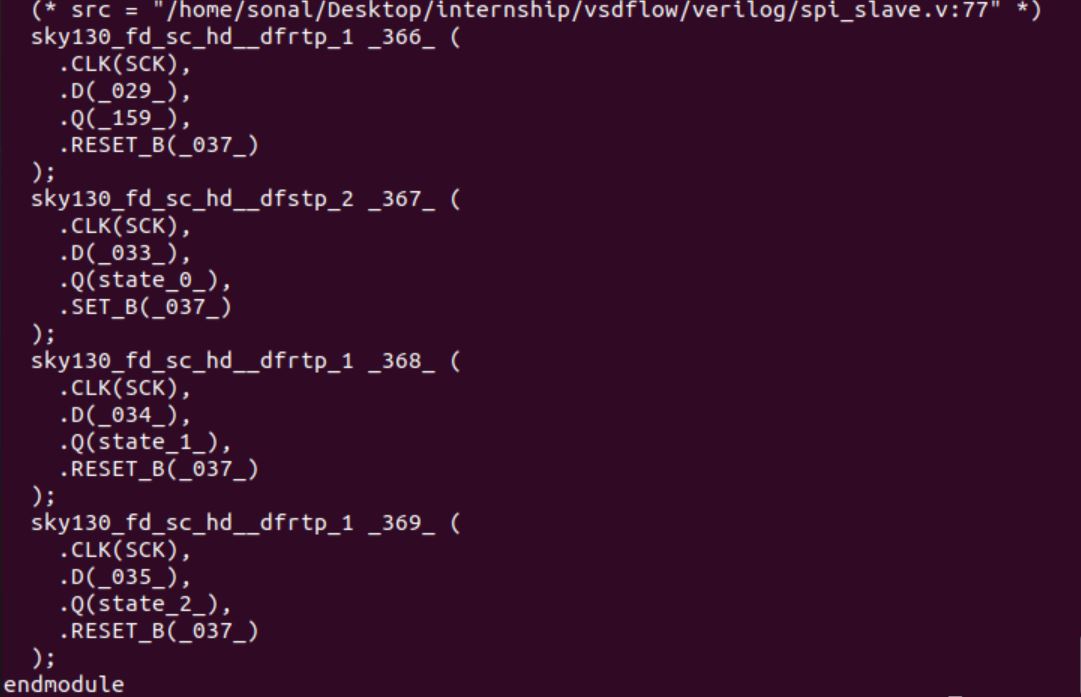 (* src = "/home/sonal/Desktop/internship/vsdflow/verilog/spi_slave.v:77" *)
sky130_fd_sc_hd__dfrtp_1 _366_ (
.CLK(SCK),
.D(_029_),
.Q(_159_),
.RESET_B(_037_)
);
sky130_fd_sc_hd__dfstp_2 _367_ (
.CLK(SCK),
.D(_033_),
.Q(state_0_),
.SET_B(_037_)
);
sky130_fd_sc_hd__dfrtp_1 _368_ (
.CLK(SCK),
.D(_034_),
.Q(state_1_),
.RESET_B(_037_)
);
sky130_fd_sc_hd__dfrtp_1 _369_ (
.CLK(SCK),
.D(_035_),
.Q(state_2_),
.RESET_B(_037_)
);
endmodule